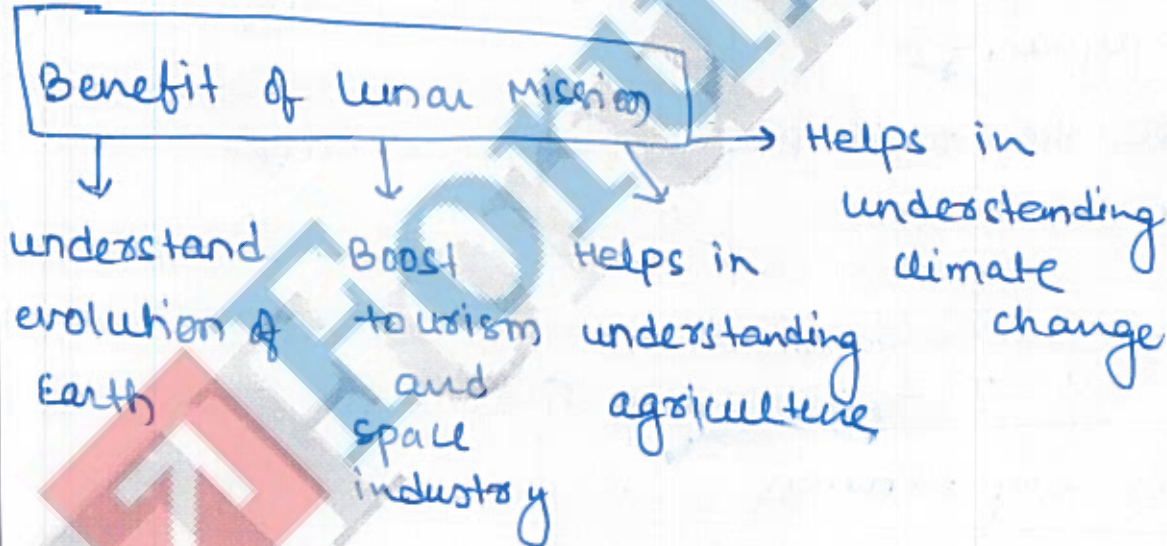 Benefit of Lunar Mission
understand
evolution of
Earth
Boost
tourism
and
space
industry
Helps in
understanding
agriculture
→ Helps in
understanding
climate
change
Foru